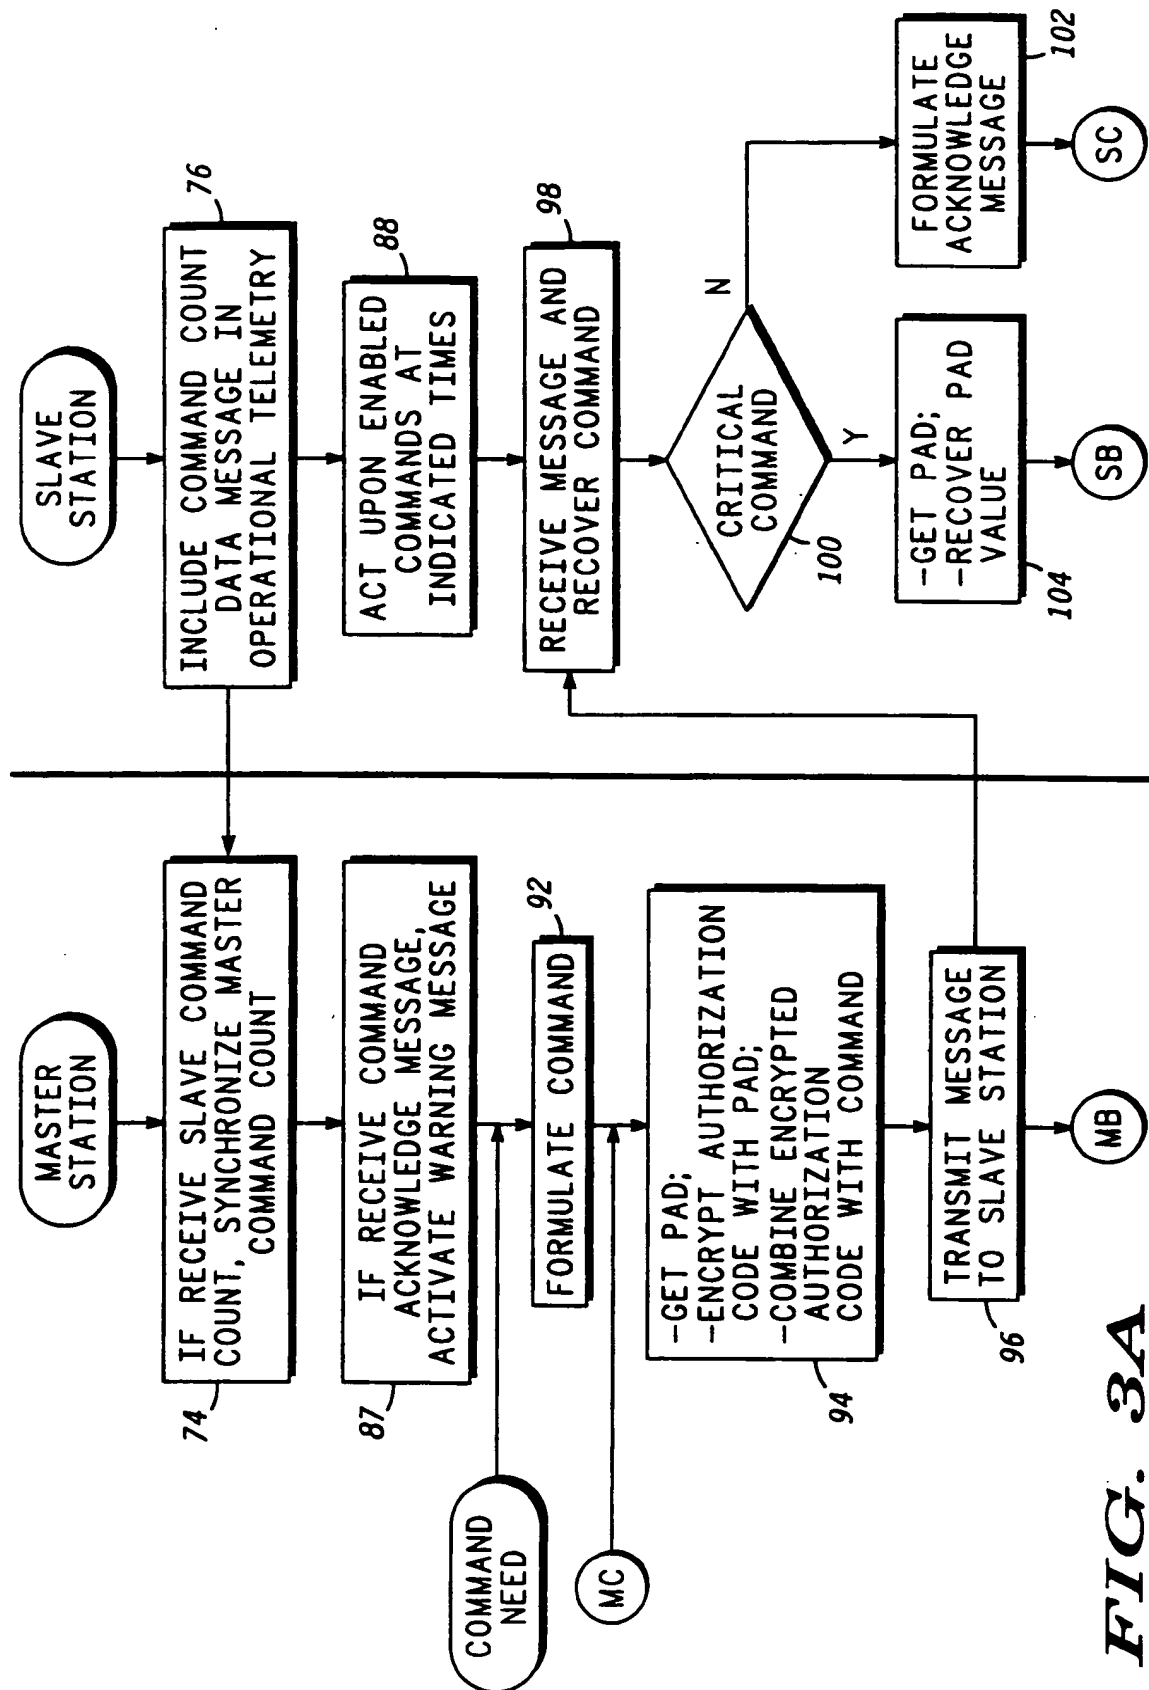 MASTER
STATION
IF RECEIVE SLAVE COMMAND
COUNT, SYNCHRONIZE MASTER
COMMAND COUNT
74
IF RECEIVE COMMAND
ACKNOWLEDGE MESSAGE,
ACTIVATE WARNING MESSAGE
87
COMMAND
NEED
FORMULATE COMMAND
92
MC
-GET PAD;
-ENCRYPT AUTHORIZATION
CODE WITH PAD;
-COMBINE ENCRYPTED
AUTHORIZATION
CODE WITH COMMAND
94
TRANSMIT MESSAGE
TO SLAVE STATION
96
MB
SLAVE
STATION
INCLUDE COMMAND COUNT
DATA MESSAGE IN
OPERATIONAL TELEMETRY
76
ACT UPON ENABLED
COMMANDS AT
INDICATED TIMES
88
RECEIVE MESSAGE AND
RECOVER COMMAND
98
CRITICAL
COMMAND
100
N
Y
-GET PAD;
-RECOVER PAD
VALUE
104
SB
FORMULATE
ACKNOWLEDGE
MESSAGE
102
SC
FIG. 3A